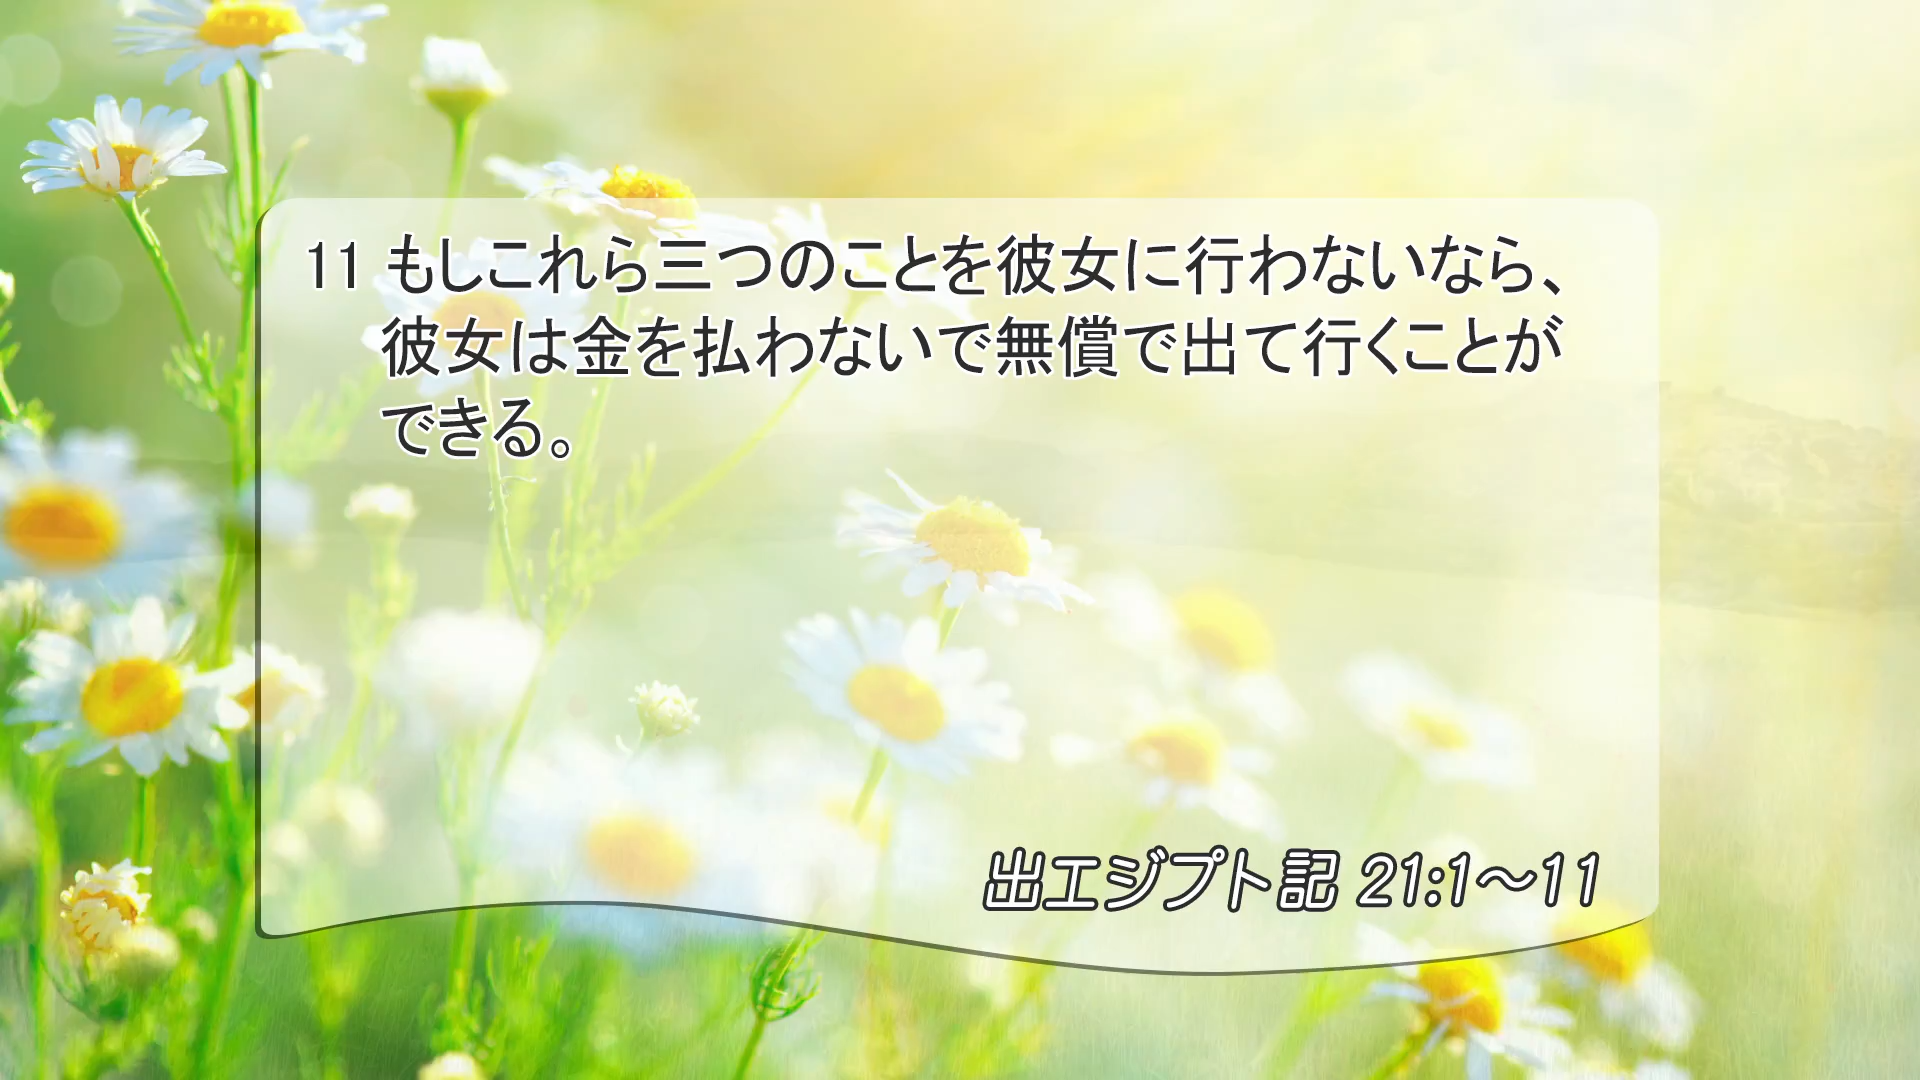 11 もしこれら三つのことを彼女に行わないなら、
彼女は金を払わないで無償で出て行くことが
できる。
出エジプト記 21:1～11